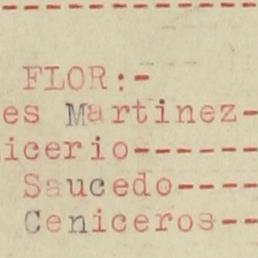 FLOR:-
es Martinez-
icerio------
Saucedo----
Ceniceros--